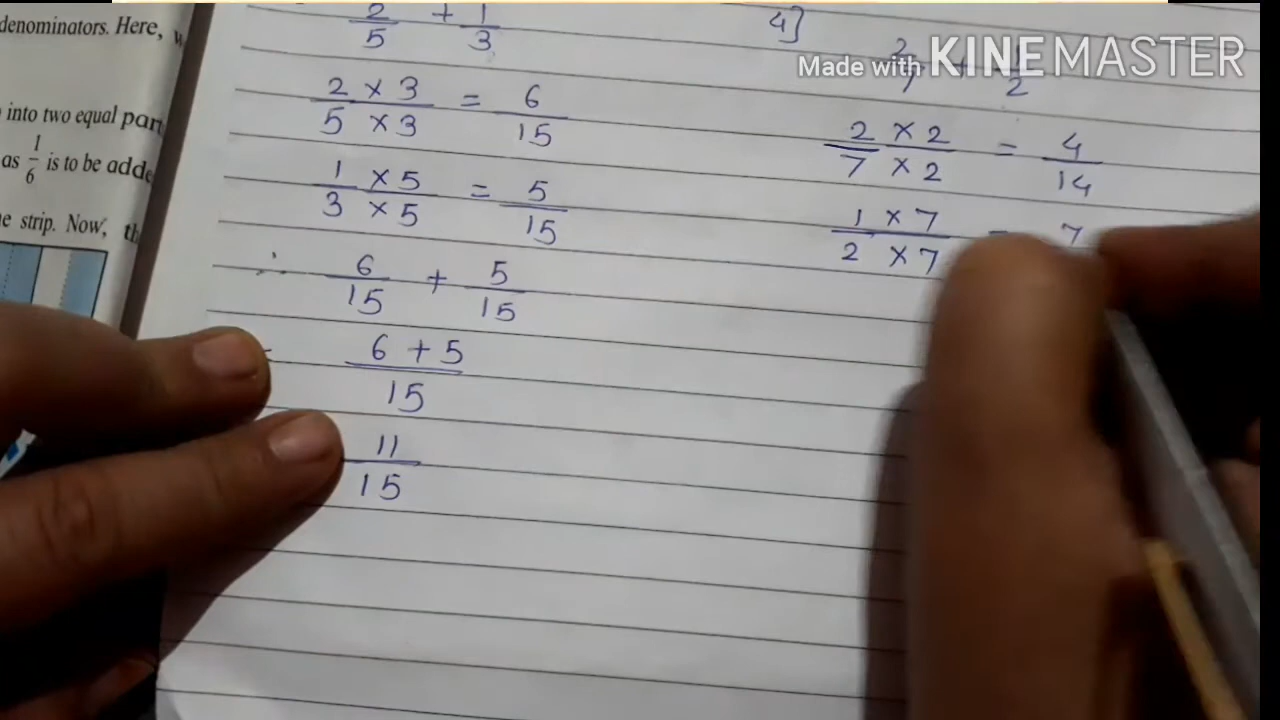 denominators. Here,
into two equal part
as 1/6 is to be adde
e strip. Now, th
2/5 + 1/3
2 × 3 / 5 × 3 = 6/15
1 × 5 / 3 × 5 = 5/15
∴ 6/15 + 5/15
6 + 5 / 15
11/15
4]
Made with KINEMASTER
2 × 2 / 7 × 2 = 4/14
1 × 7 / 2 × 7 = 7